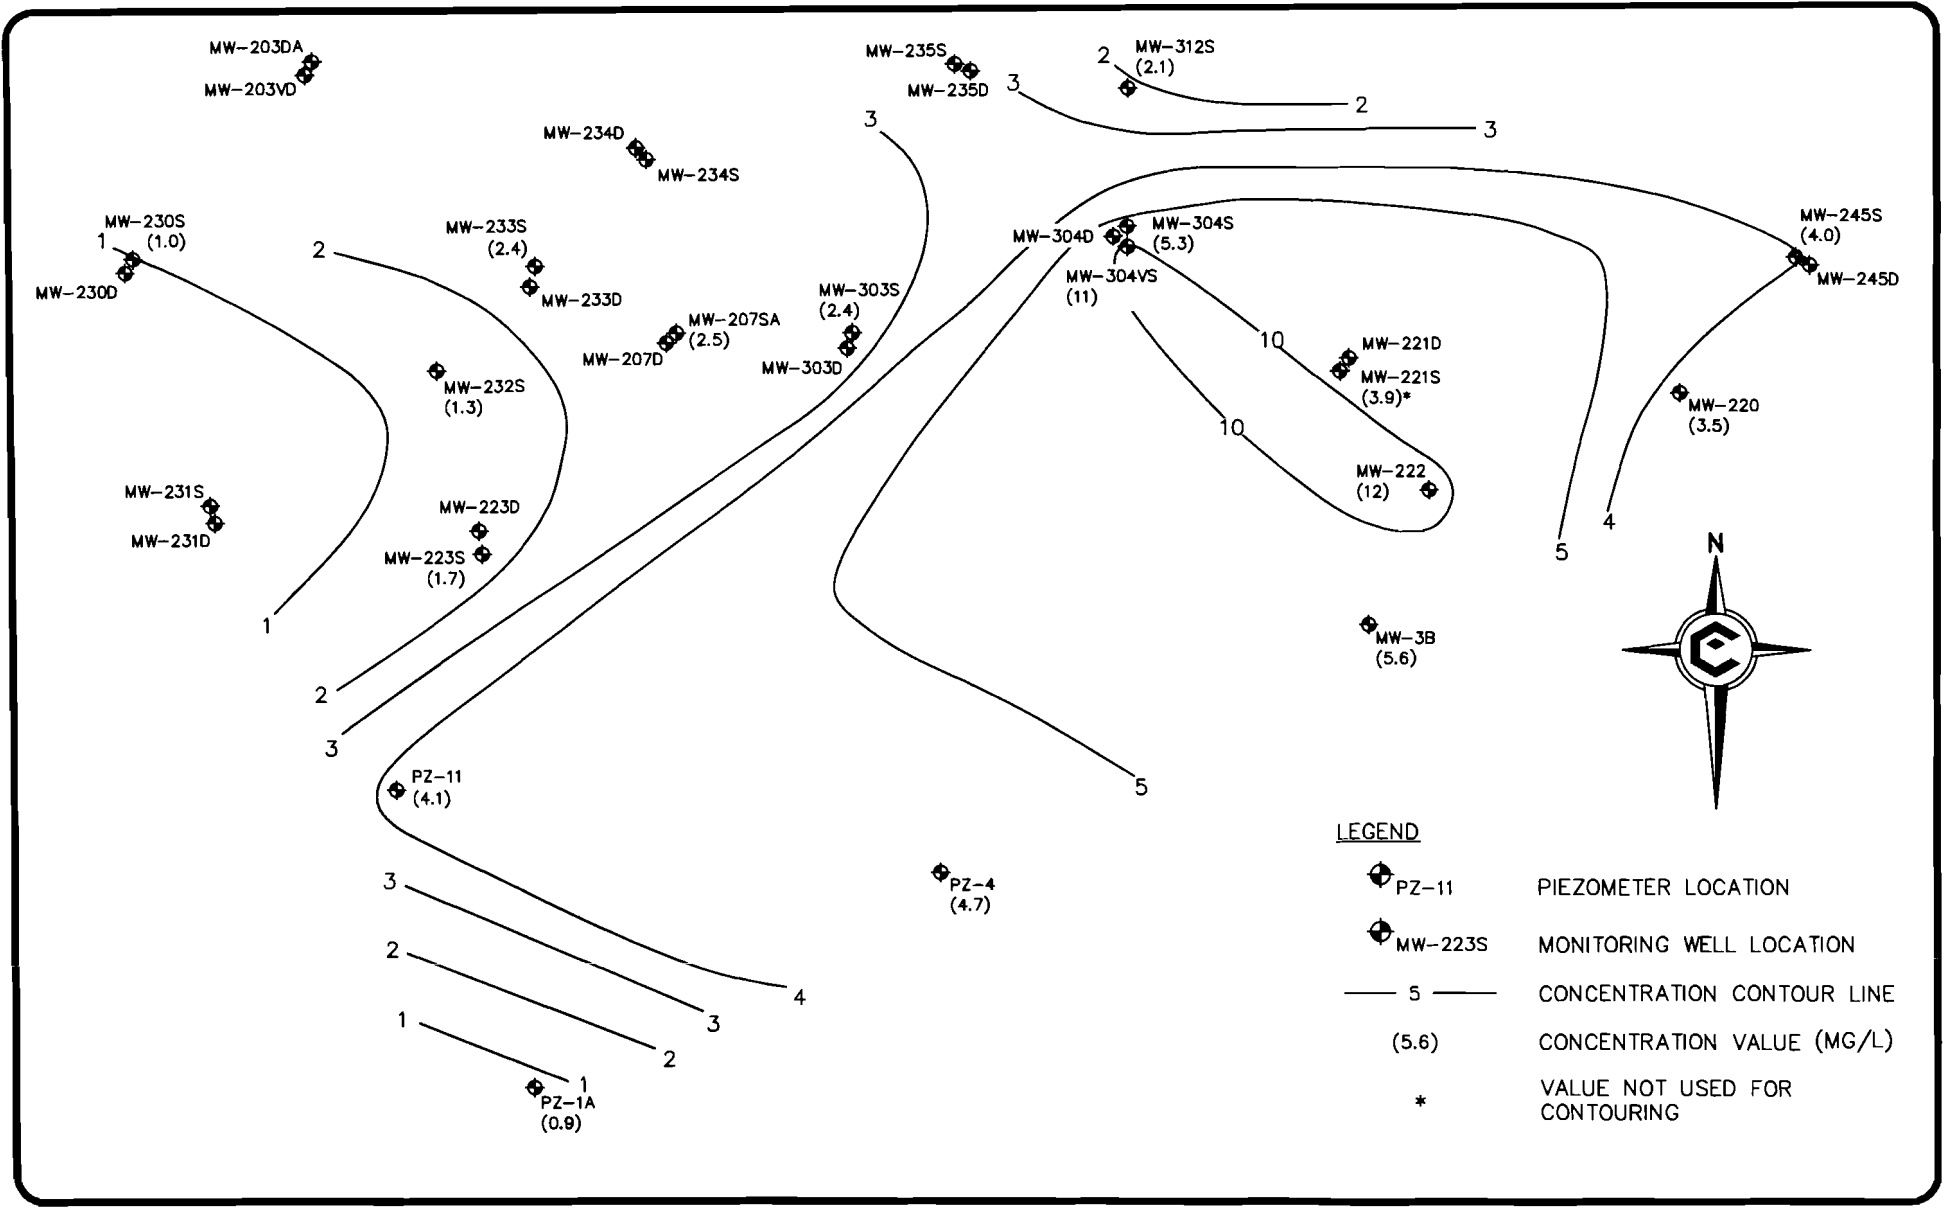 MW-203DA
MW-203VD
MW-235S
MW-235D
3
2
MW-312S
(2.1)
2
3
3
MW-234D
MW-234S
MW-230S
(1.0)
1
MW-230D
2
MW-233S
(2.4)
MW-233D
MW-304D
MW-304S
(5.3)
MW-304VS
(11)
MW-245S
(4.0)
MW-245D
MW-303S
(2.4)
MW-303D
MW-207SA
(2.5)
MW-207D
10
MW-221D
MW-221S
(3.9)*
MW-232S
(1.3)
MW-220
(3.5)
10
MW-222
(12)
MW-231S
MW-231D
MW-223D
MW-223S
(1.7)
4
5
N
1
MW-3B
(5.6)
2
3
PZ-11
(4.1)
5
3
PZ-4
(4.7)
2
4
1
3
2
1
PZ-1A
(0.9)
LEGEND
PZ-11 PIEZOMETER LOCATION
MW-223S MONITORING WELL LOCATION
5 CONCENTRATION CONTOUR LINE
(5.6) CONCENTRATION VALUE (MG/L)
* VALUE NOT USED FOR
CONTOURING